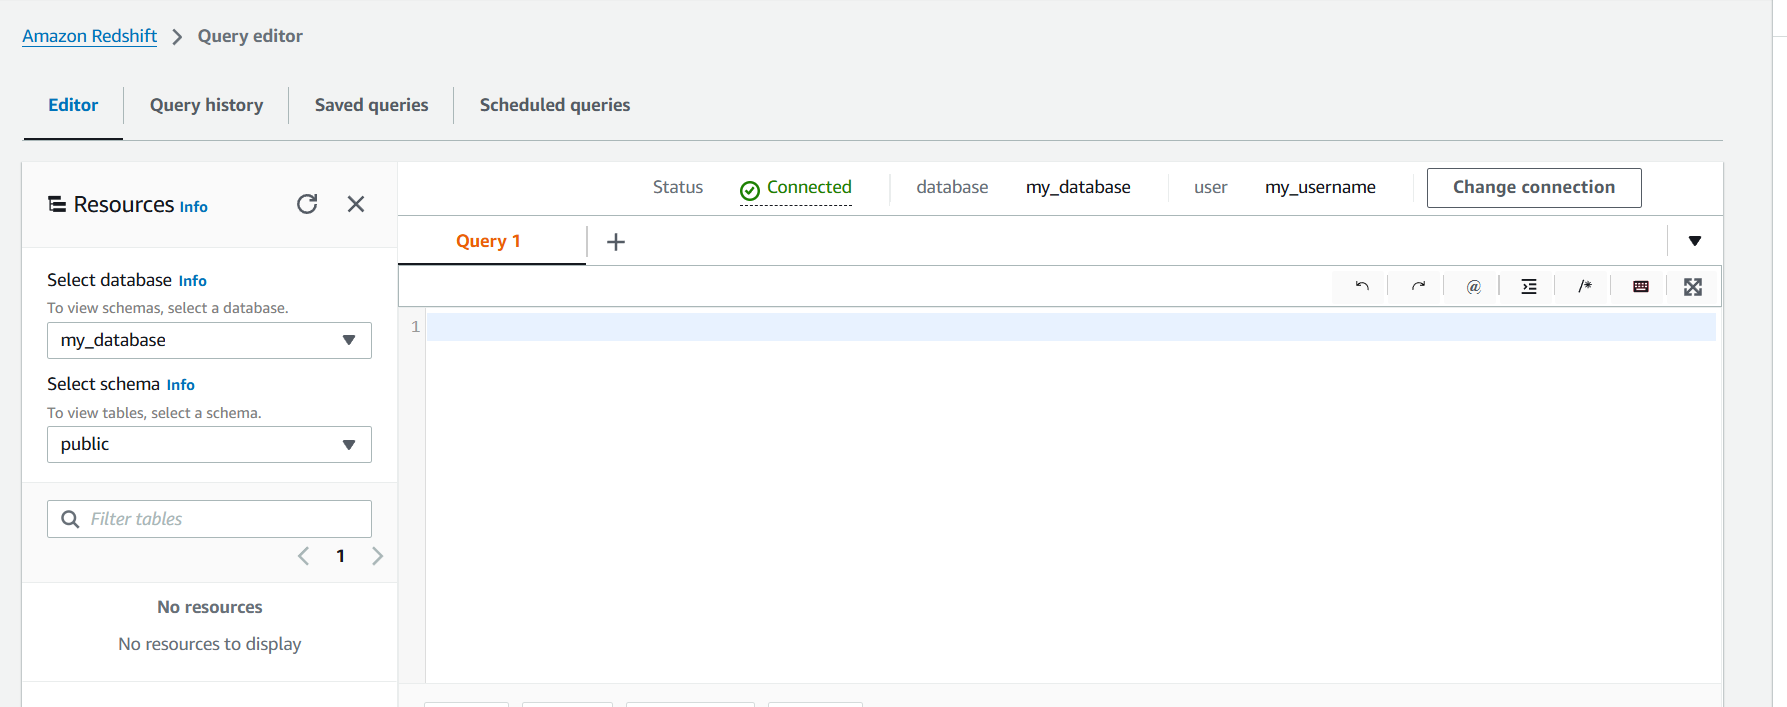 Amazon Redshift > Query editor
Editor Query history Saved queries Scheduled queries
Resources Info
Status Connected database my_database user my_username Change connection
Query 1 +
@ /*
Select database Info
To view schemas, select a database.
my_database
Select schema Info
To view tables, select a schema.
public
Filter tables
< 1 >
No resources
No resources to display
1